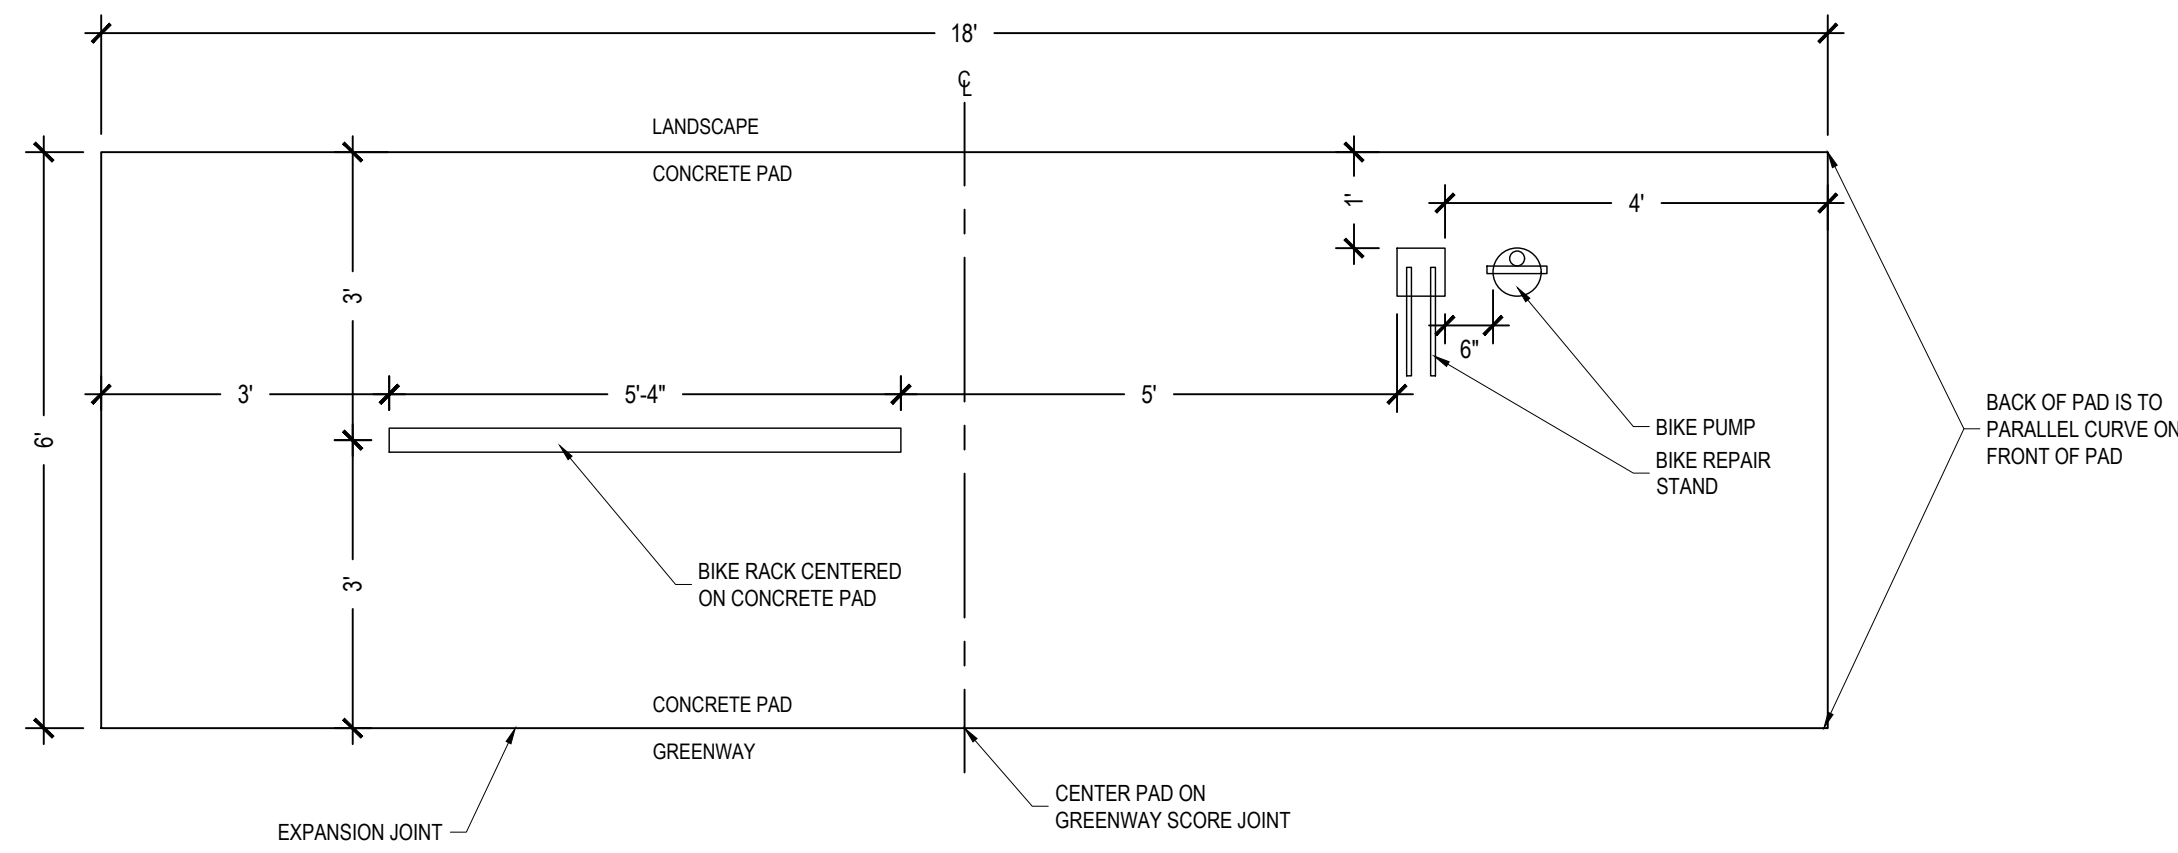 18'
℄
LANDSCAPE
CONCRETE PAD
1'
4'
3'
6"
3'
5'-4"
5'
6'
BIKE PUMP
BIKE REPAIR
STAND
BACK OF PAD IS TO
PARALLEL CURVE ON
FRONT OF PAD
BIKE RACK CENTERED
ON CONCRETE PAD
3'
CONCRETE PAD
GREENWAY
CENTER PAD ON
GREENWAY SCORE JOINT
EXPANSION JOINT